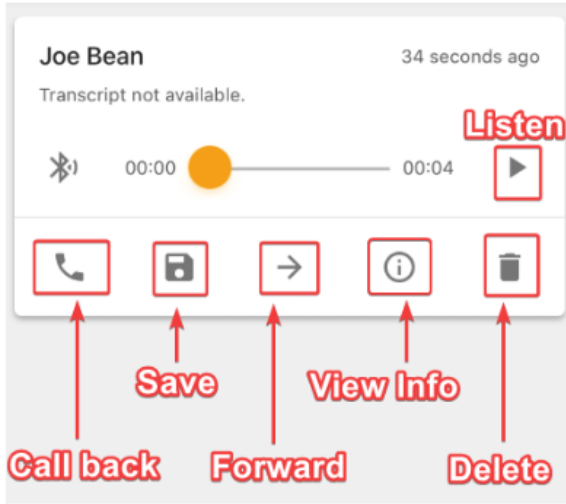 Joe Bean 34 seconds ago
Transcript not available.
Listen
00:00 00:04
Save View Info
Call back Forward Delete